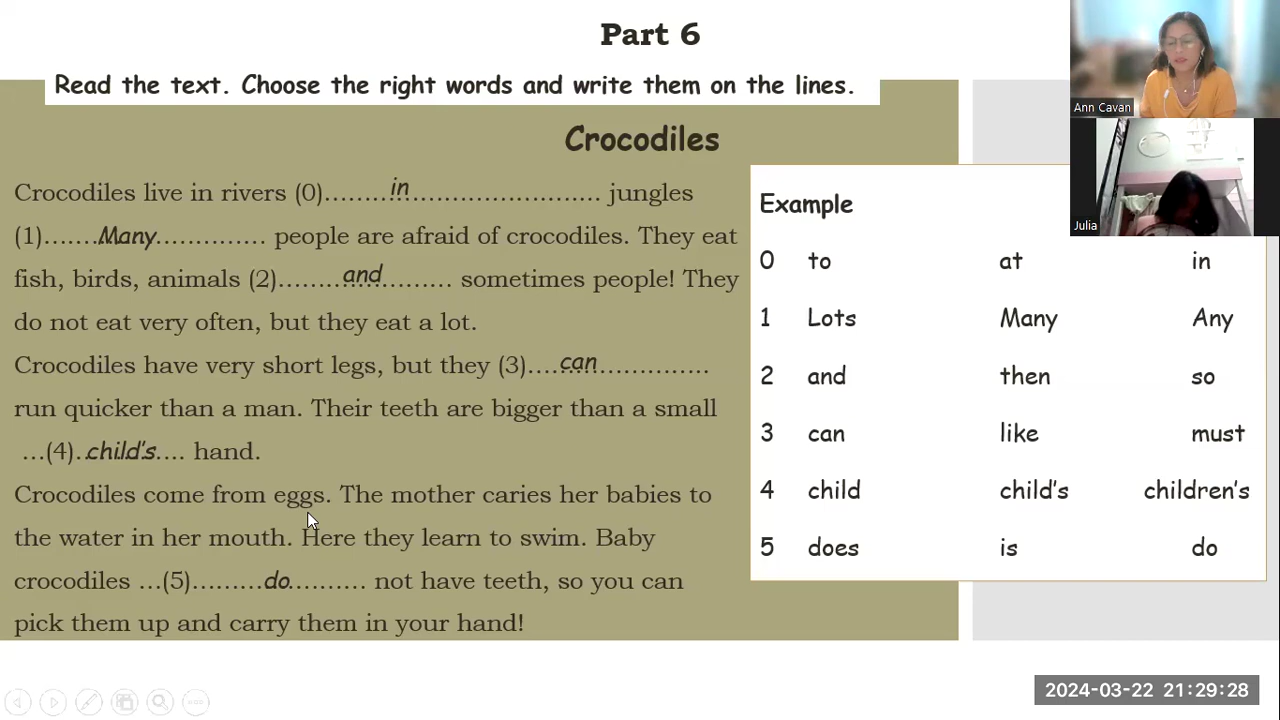 Part 6
Read the text. Choose the right words and write them on the lines.
Crocodiles
Crocodiles live in rivers (0)........in.................................. jungles
(1).......Many.............. people are afraid of crocodiles. They eat
fish, birds, animals (2)........and............ sometimes people! They
do not eat very often, but they eat a lot.
Crocodiles have very short legs, but they (3)....can....................
run quicker than a man. Their teeth are bigger than a small
...(4)..child's.... hand.
Crocodiles come from eggs. The mother caries her babies to
the water in her mouth. Here they learn to swim. Baby
crocodiles ...(5).........do.......... not have teeth, so you can
pick them up and carry them in your hand!
Example
0 to at in
1 Lots Many Any
2 and then so
3 can like must
4 child child's children's
5 does is do
Ann Cavan
Julia
2024-03-22 21:29:28